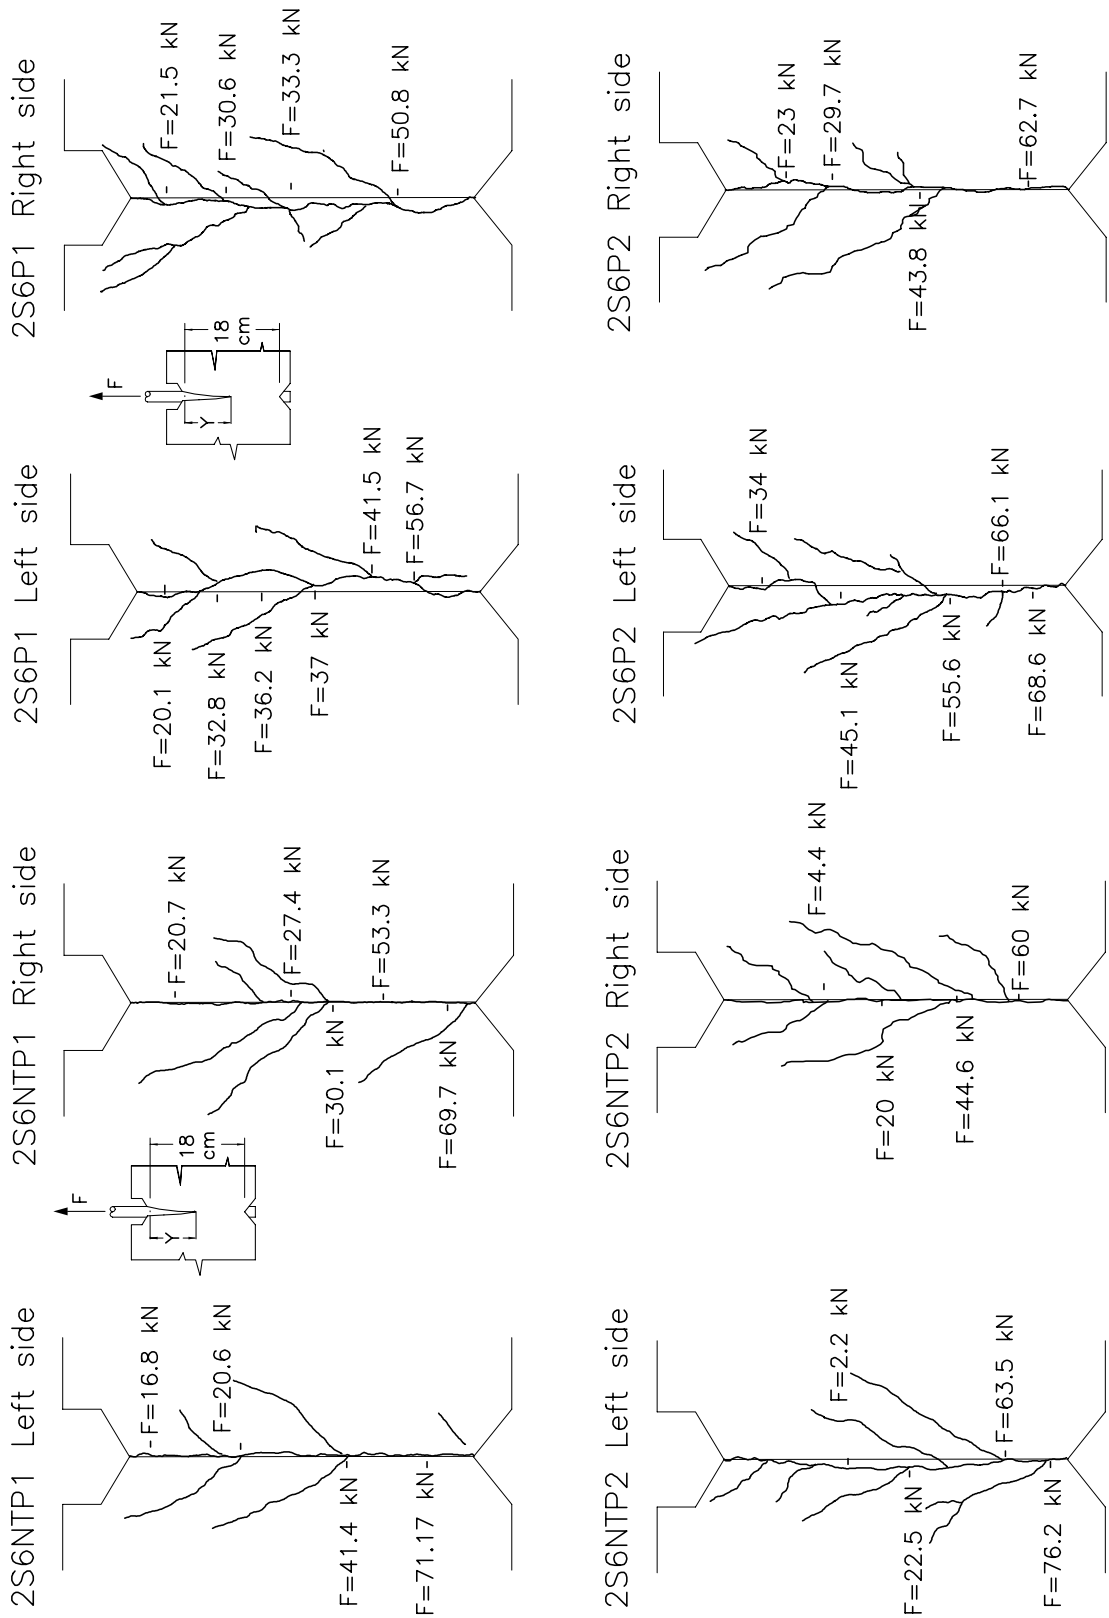 2S6NTP1 Left side
F=16.8 kN
F=20.6 kN
F=41.4 kN
F=71.17 kN
F
Y
18
cm
2S6NTP1 Right side
F=20.7 kN
F=27.4 kN
F=30.1 kN
F=53.3 kN
F=69.7 kN
2S6P1 Left side
F=20.1 kN
F=32.8 kN
F=36.2 kN
F=37 kN
F=41.5 kN
F=56.7 kN
F
Y
18
cm
2S6P1 Right side
F=21.5 kN
F=30.6 kN
F=33.3 kN
F=50.8 kN
2S6NTP2 Left side
F=2.2 kN
F=22.5 kN
F=63.5 kN
F=76.2 kN
2S6NTP2 Right side
F=4.4 kN
F=20 kN
F=44.6 kN
F=60 kN
2S6P2 Left side
F=34 kN
F=45.1 kN
F=55.6 kN
F=66.1 kN
F=68.6 kN
2S6P2 Right side
F=23 kN
F=29.7 kN
F=43.8 kN
F=62.7 kN